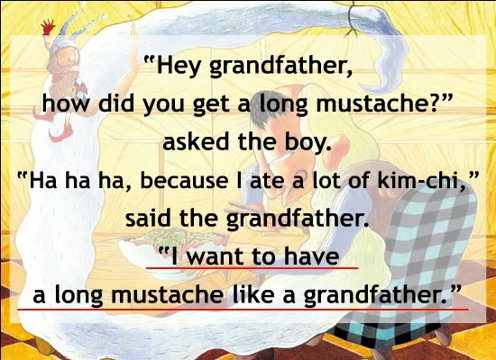 “Hey grandfather,
how did you get a long mustache?”
asked the boy.
“Ha ha ha, because I ate a lot of kim-chi,”
said the grandfather.
“I want to have
a long mustache like a grandfather.”